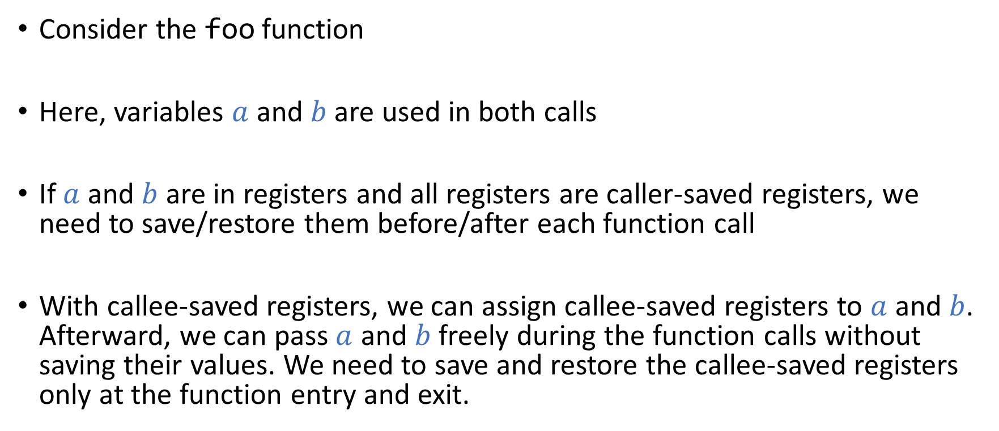 • Consider the foo function
• Here, variables a and b are used in both calls
• If a and b are in registers and all registers are caller-saved registers, we
need to save/restore them before/after each function call
• With callee-saved registers, we can assign callee-saved registers to a and b.
Afterward, we can pass a and b freely during the function calls without
saving their values. We need to save and restore the callee-saved registers
only at the function entry and exit.